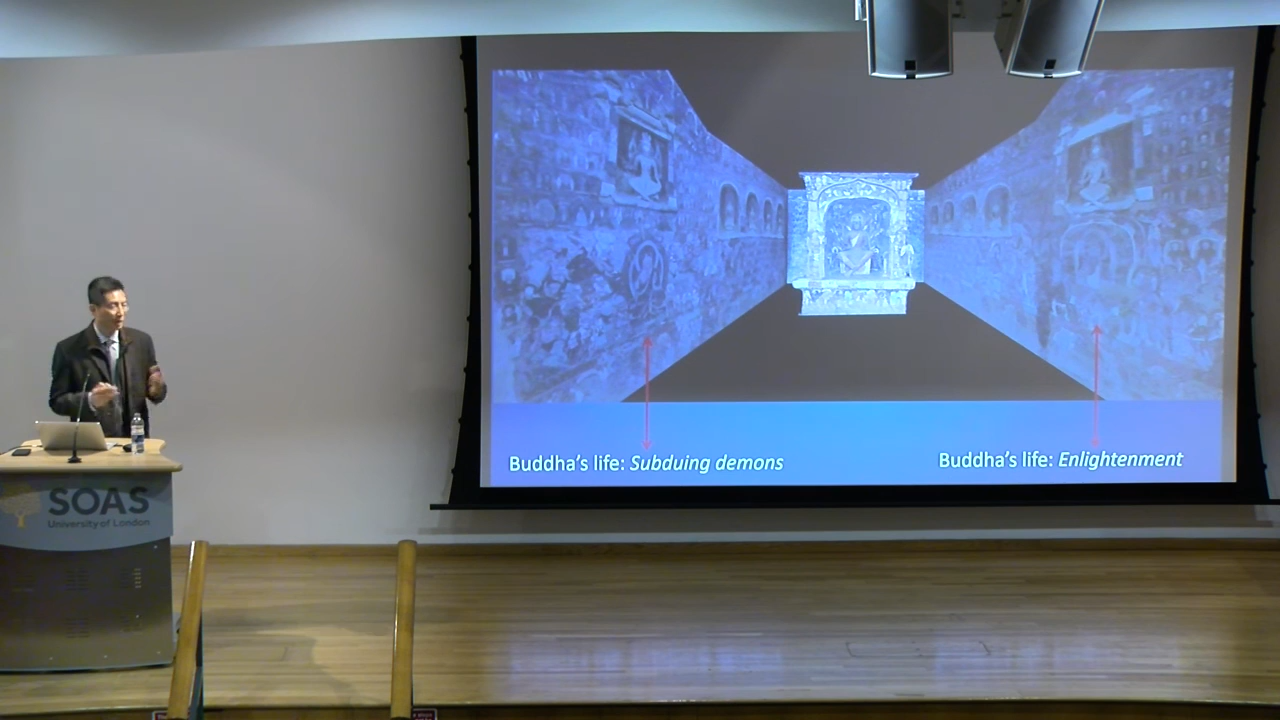 Buddha's life: Subduing demons
Buddha's life: Enlightenment
SOAS
University of London